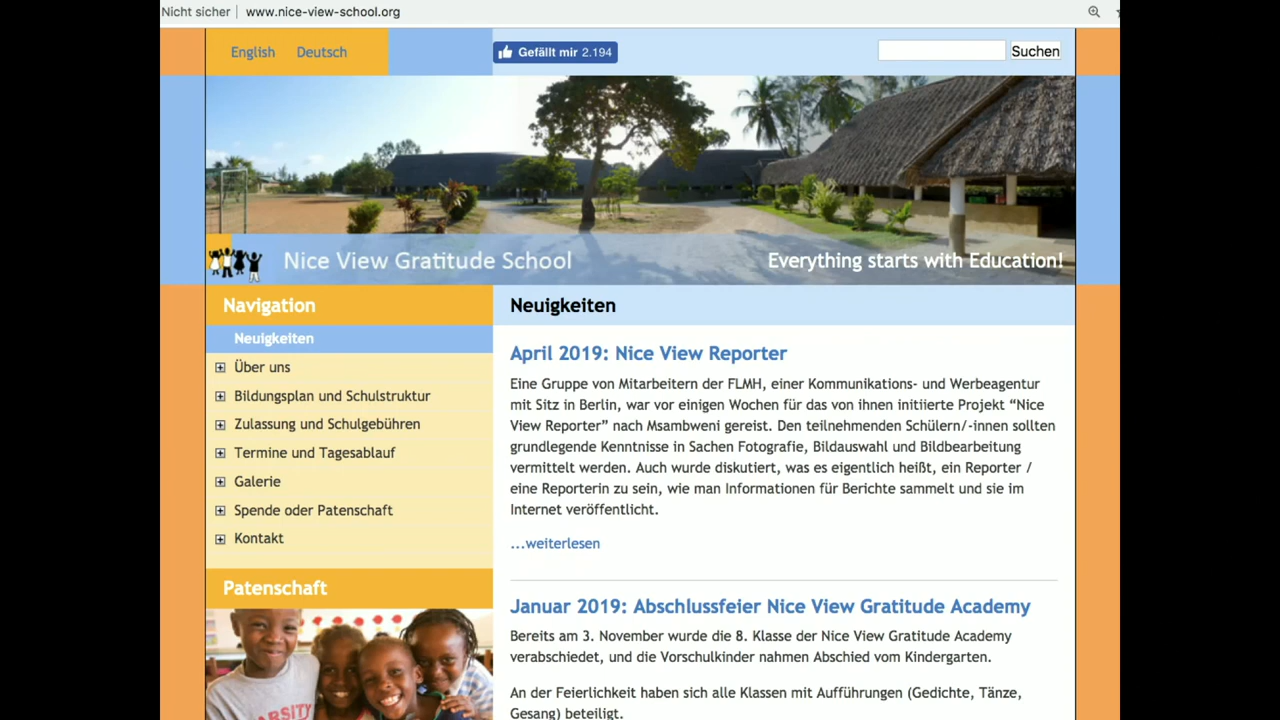 Nicht sicher | www.nice-view-school.org
English Deutsch
Gefällt mir 2.194
Suchen
Nice View Gratitude School
Everything starts with Education!
Navigation
Neuigkeiten
Über uns
Bildungsplan und Schulstruktur
Zulassung und Schulgebühren
Termine und Tagesablauf
Galerie
Spende oder Patenschaft
Kontakt
Patenschaft
ARSITY
Neuigkeiten
April 2019: Nice View Reporter
Eine Gruppe von Mitarbeitern der FLMH, einer Kommunikations- und Werbeagentur
mit Sitz in Berlin, war vor einigen Wochen für das von ihnen initiierte Projekt “Nice
View Reporter” nach Msambweni gereist. Den teilnehmenden Schülern/-innen sollten
grundlegende Kenntnisse in Sachen Fotografie, Bildauswahl und Bildbearbeitung
vermittelt werden. Auch wurde diskutiert, was es eigentlich heißt, ein Reporter /
eine Reporterin zu sein, wie man Informationen für Berichte sammelt und sie im
Internet veröffentlicht.
...weiterlesen
Januar 2019: Abschlussfeier Nice View Gratitude Academy
Bereits am 3. November wurde die 8. Klasse der Nice View Gratitude Academy
verabschiedet, und die Vorschulkinder nahmen Abschied vom Kindergarten.
An der Feierlichkeit haben sich alle Klassen mit Aufführungen (Gedichte, Tänze,
Gesang) beteiligt.